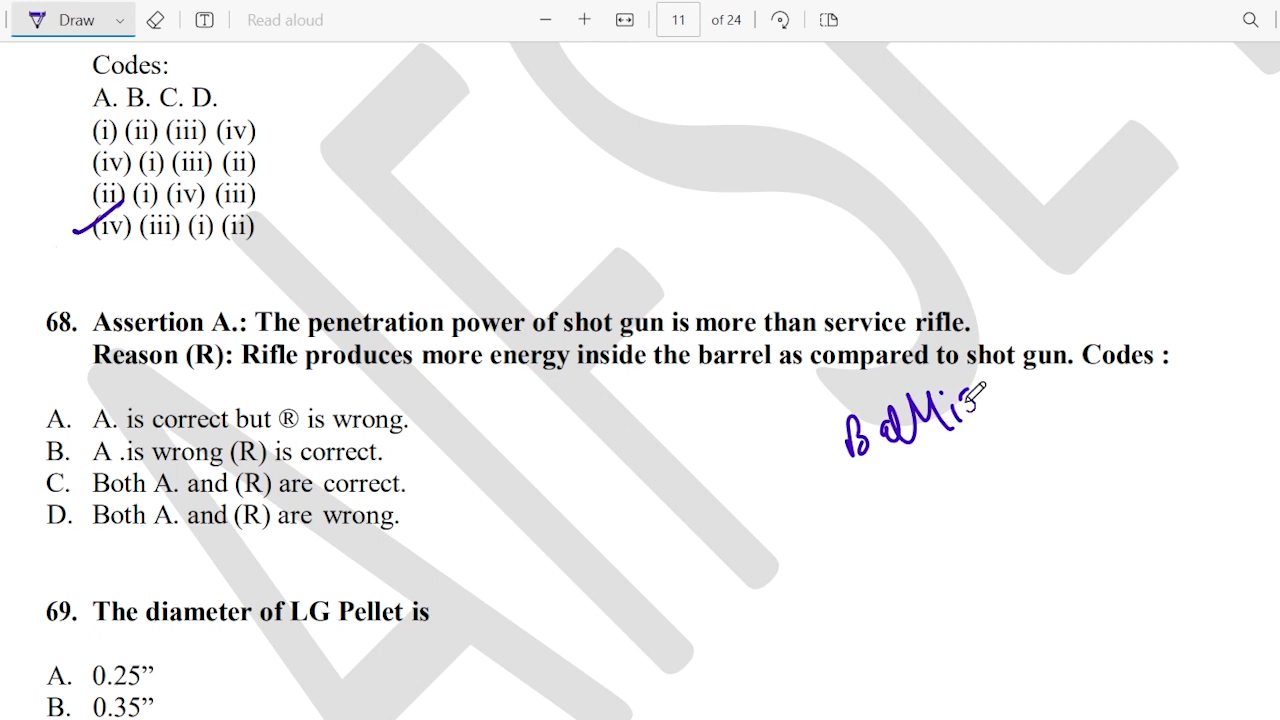 Draw
Read aloud
11 of 24
Codes:
A. B. C. D.
(i) (ii) (iii) (iv)
(iv) (i) (iii) (ii)
(ii) (i) (iv) (iii)
(iv) (iii) (i) (ii)
68. Assertion A.: The penetration power of shot gun is more than service rifle.
Reason (R): Rifle produces more energy inside the barrel as compared to shot gun. Codes :
A. A. is correct but ® is wrong.
B. A .is wrong (R) is correct.
C. Both A. and (R) are correct.
D. Both A. and (R) are wrong.
69. The diameter of LG Pellet is
A. 0.25”
B. 0.35”